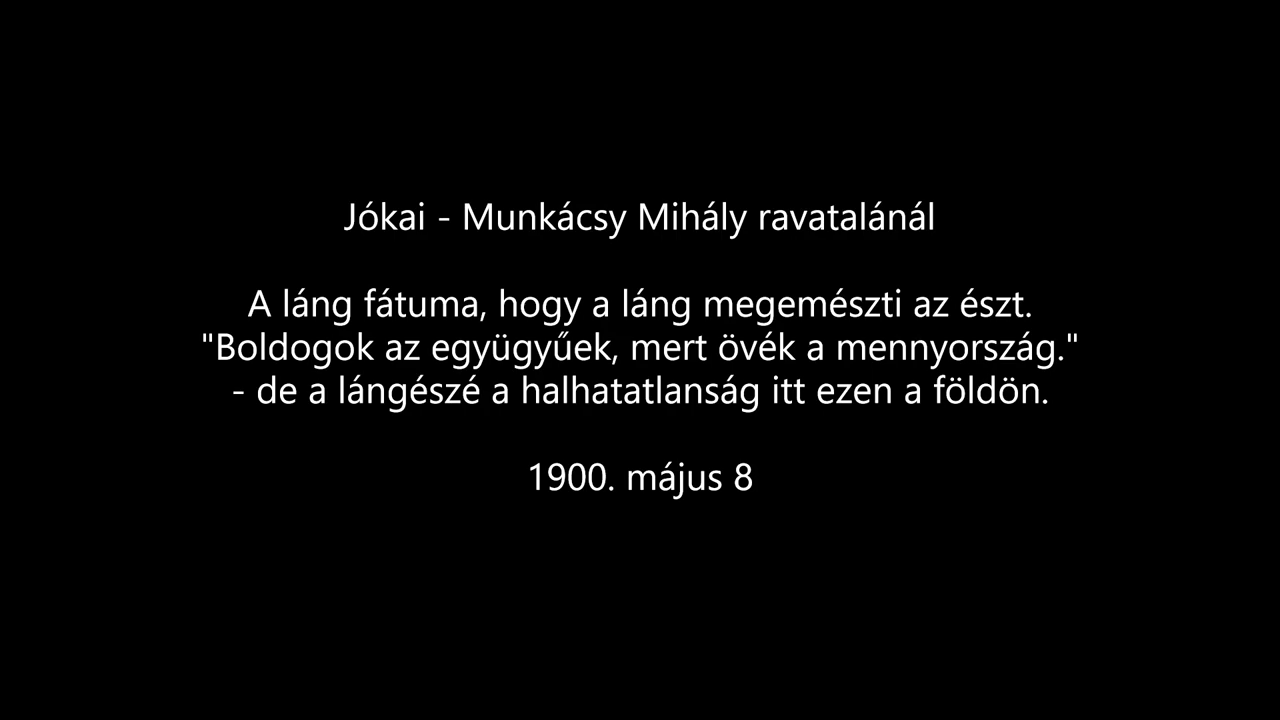 Jókai - Munkácsy Mihály ravatalánál
A láng fátuma, hogy a láng megemészti az észt.
"Boldogok az együgyűek, mert övék a mennyország."
- de a lángészé a halhatatlanság itt ezen a földön.
1900. május 8